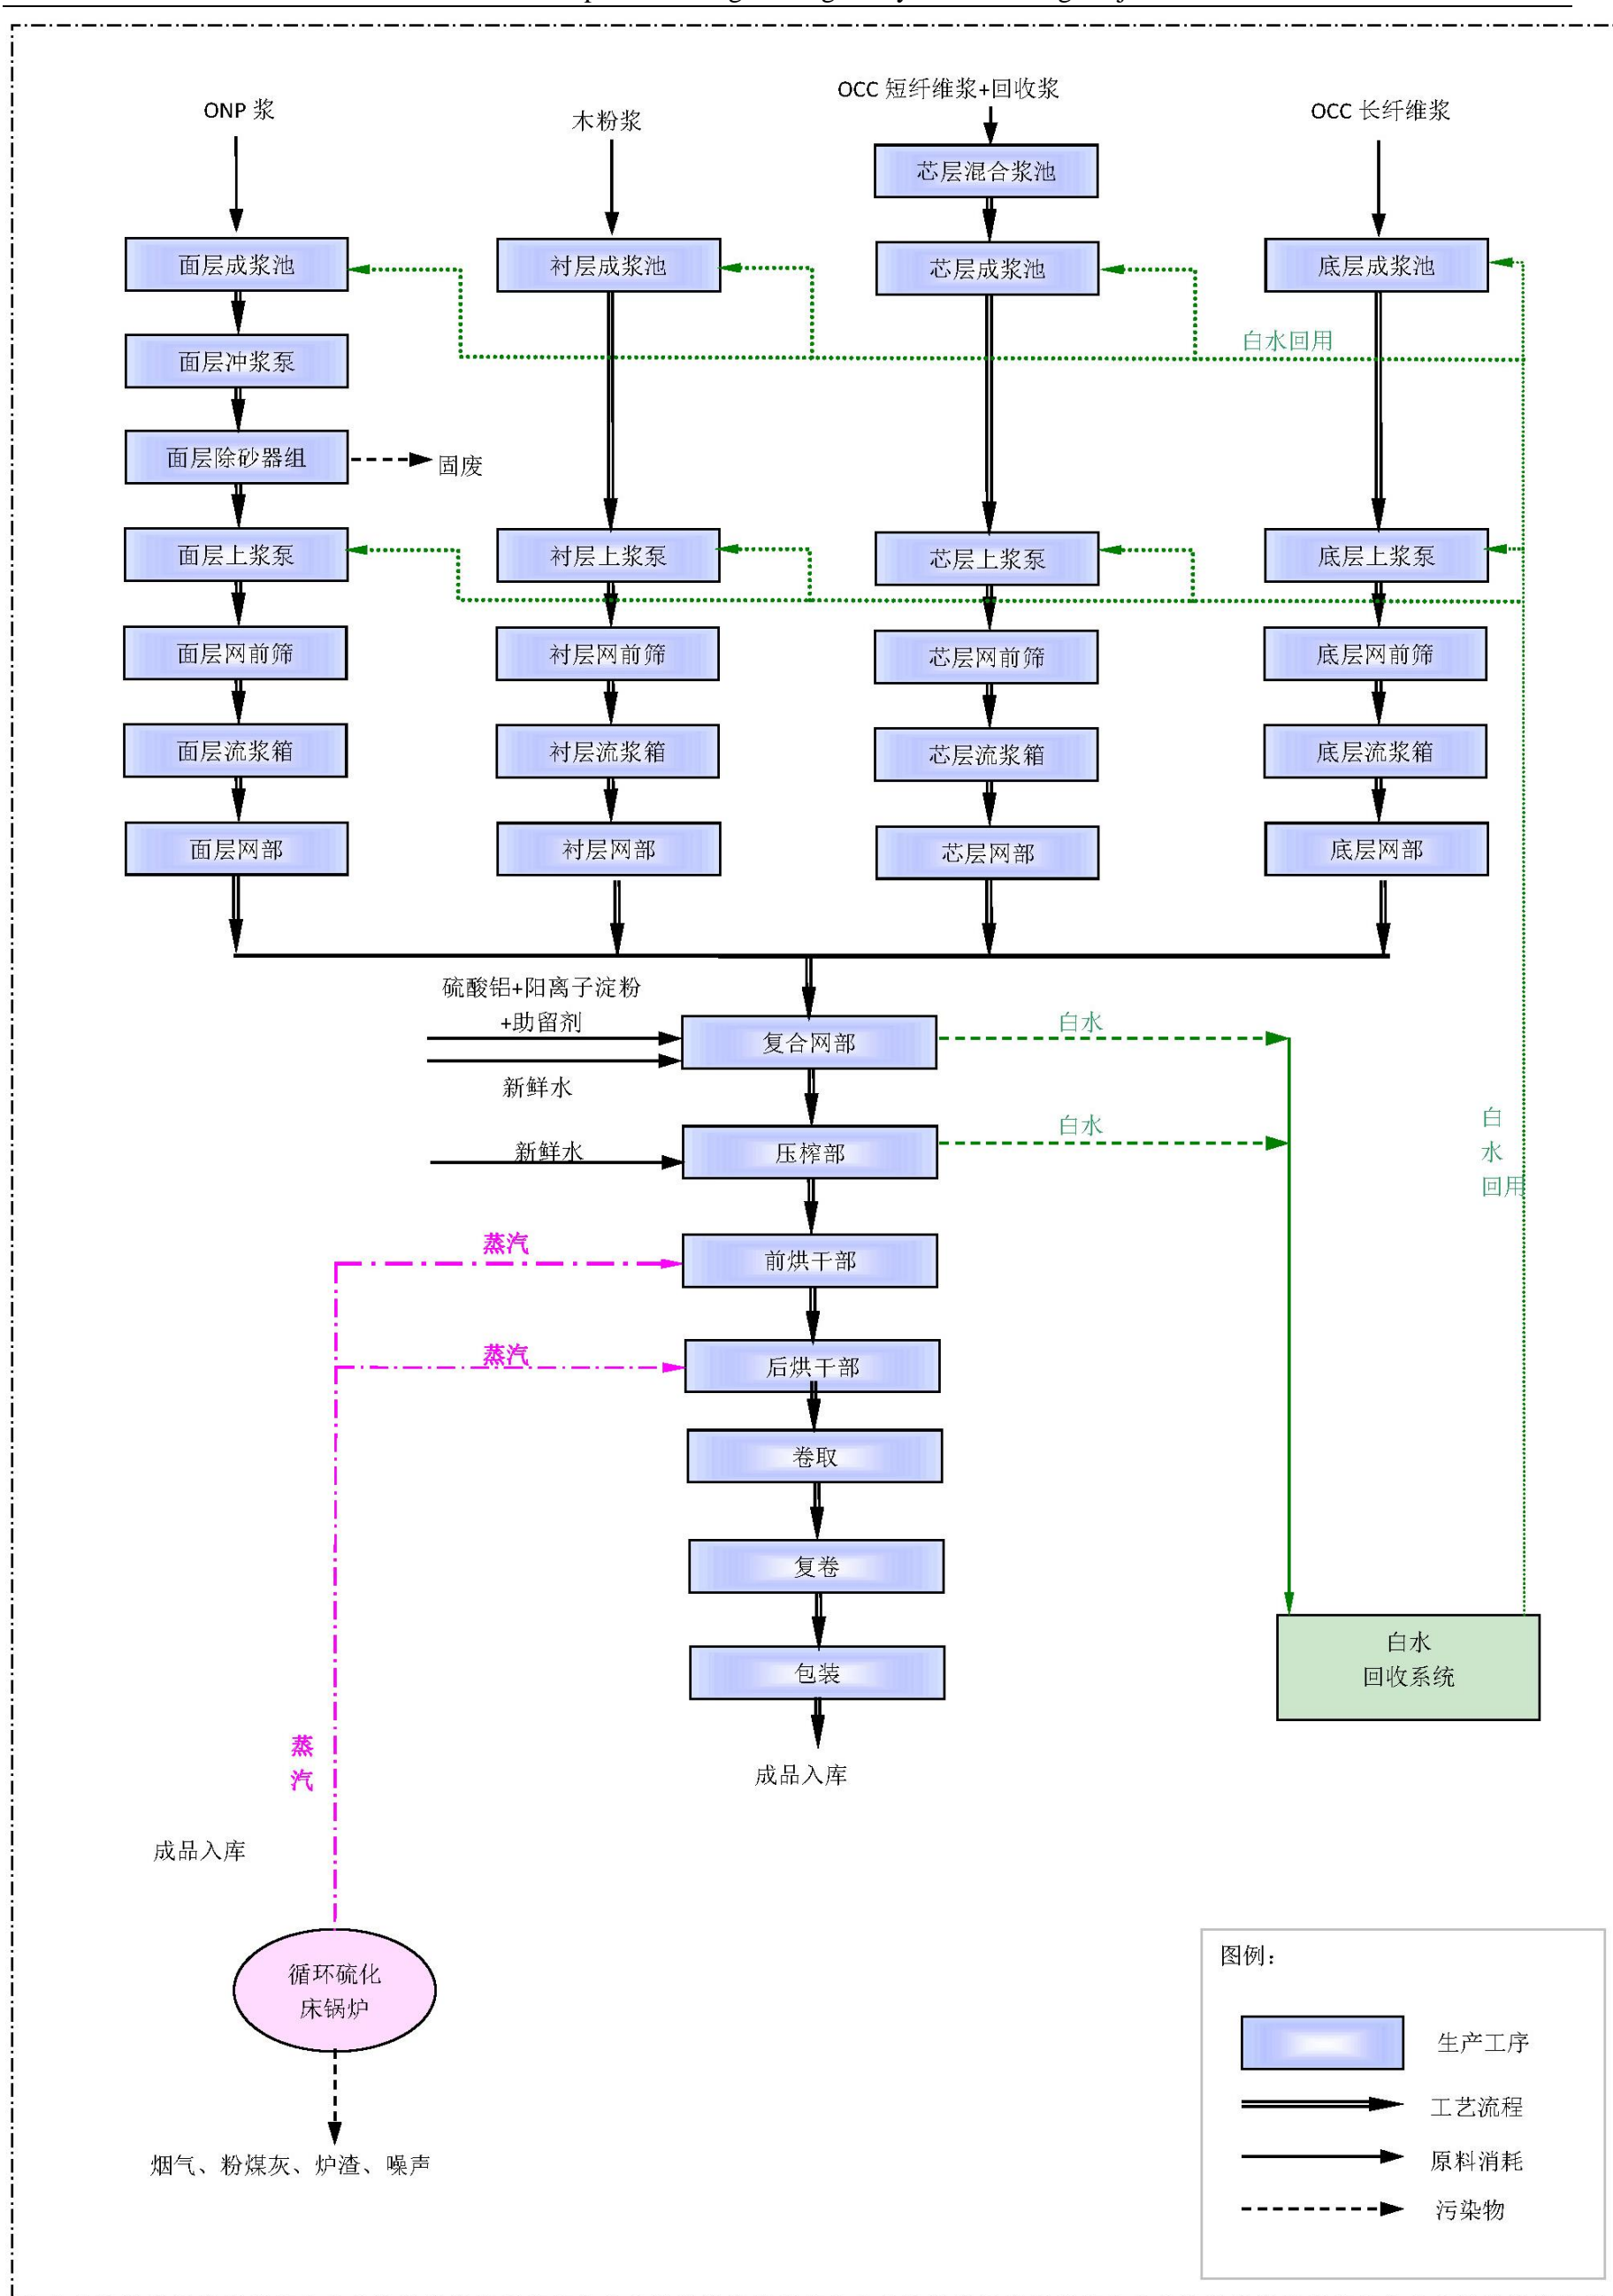 ONP 浆
木粉浆
OCC 短纤维浆+回收浆
OCC 长纤维浆
芯层混合浆池
面层成浆池
衬层成浆池
芯层成浆池
底层成浆池
白水回用
面层冲浆泵
面层除砂器组
固废
面层上浆泵
衬层上浆泵
芯层上浆泵
底层上浆泵
面层网前筛
衬层网前筛
芯层网前筛
底层网前筛
面层流浆箱
衬层流浆箱
芯层流浆箱
底层流浆箱
面层网部
衬层网部
芯层网部
底层网部
硫酸铝+阳离子淀粉
+助留剂
复合网部
白水
新鲜水
新鲜水
压榨部
白水
白
水
回用
蒸汽
前烘干部
蒸汽
后烘干部
卷取
复卷
包装
白水
回收系统
成品入库
蒸
汽
成品入库
循环硫化
床锅炉
烟气、粉煤灰、炉渣、噪声
图例：
生产工序
工艺流程
原料消耗
污染物